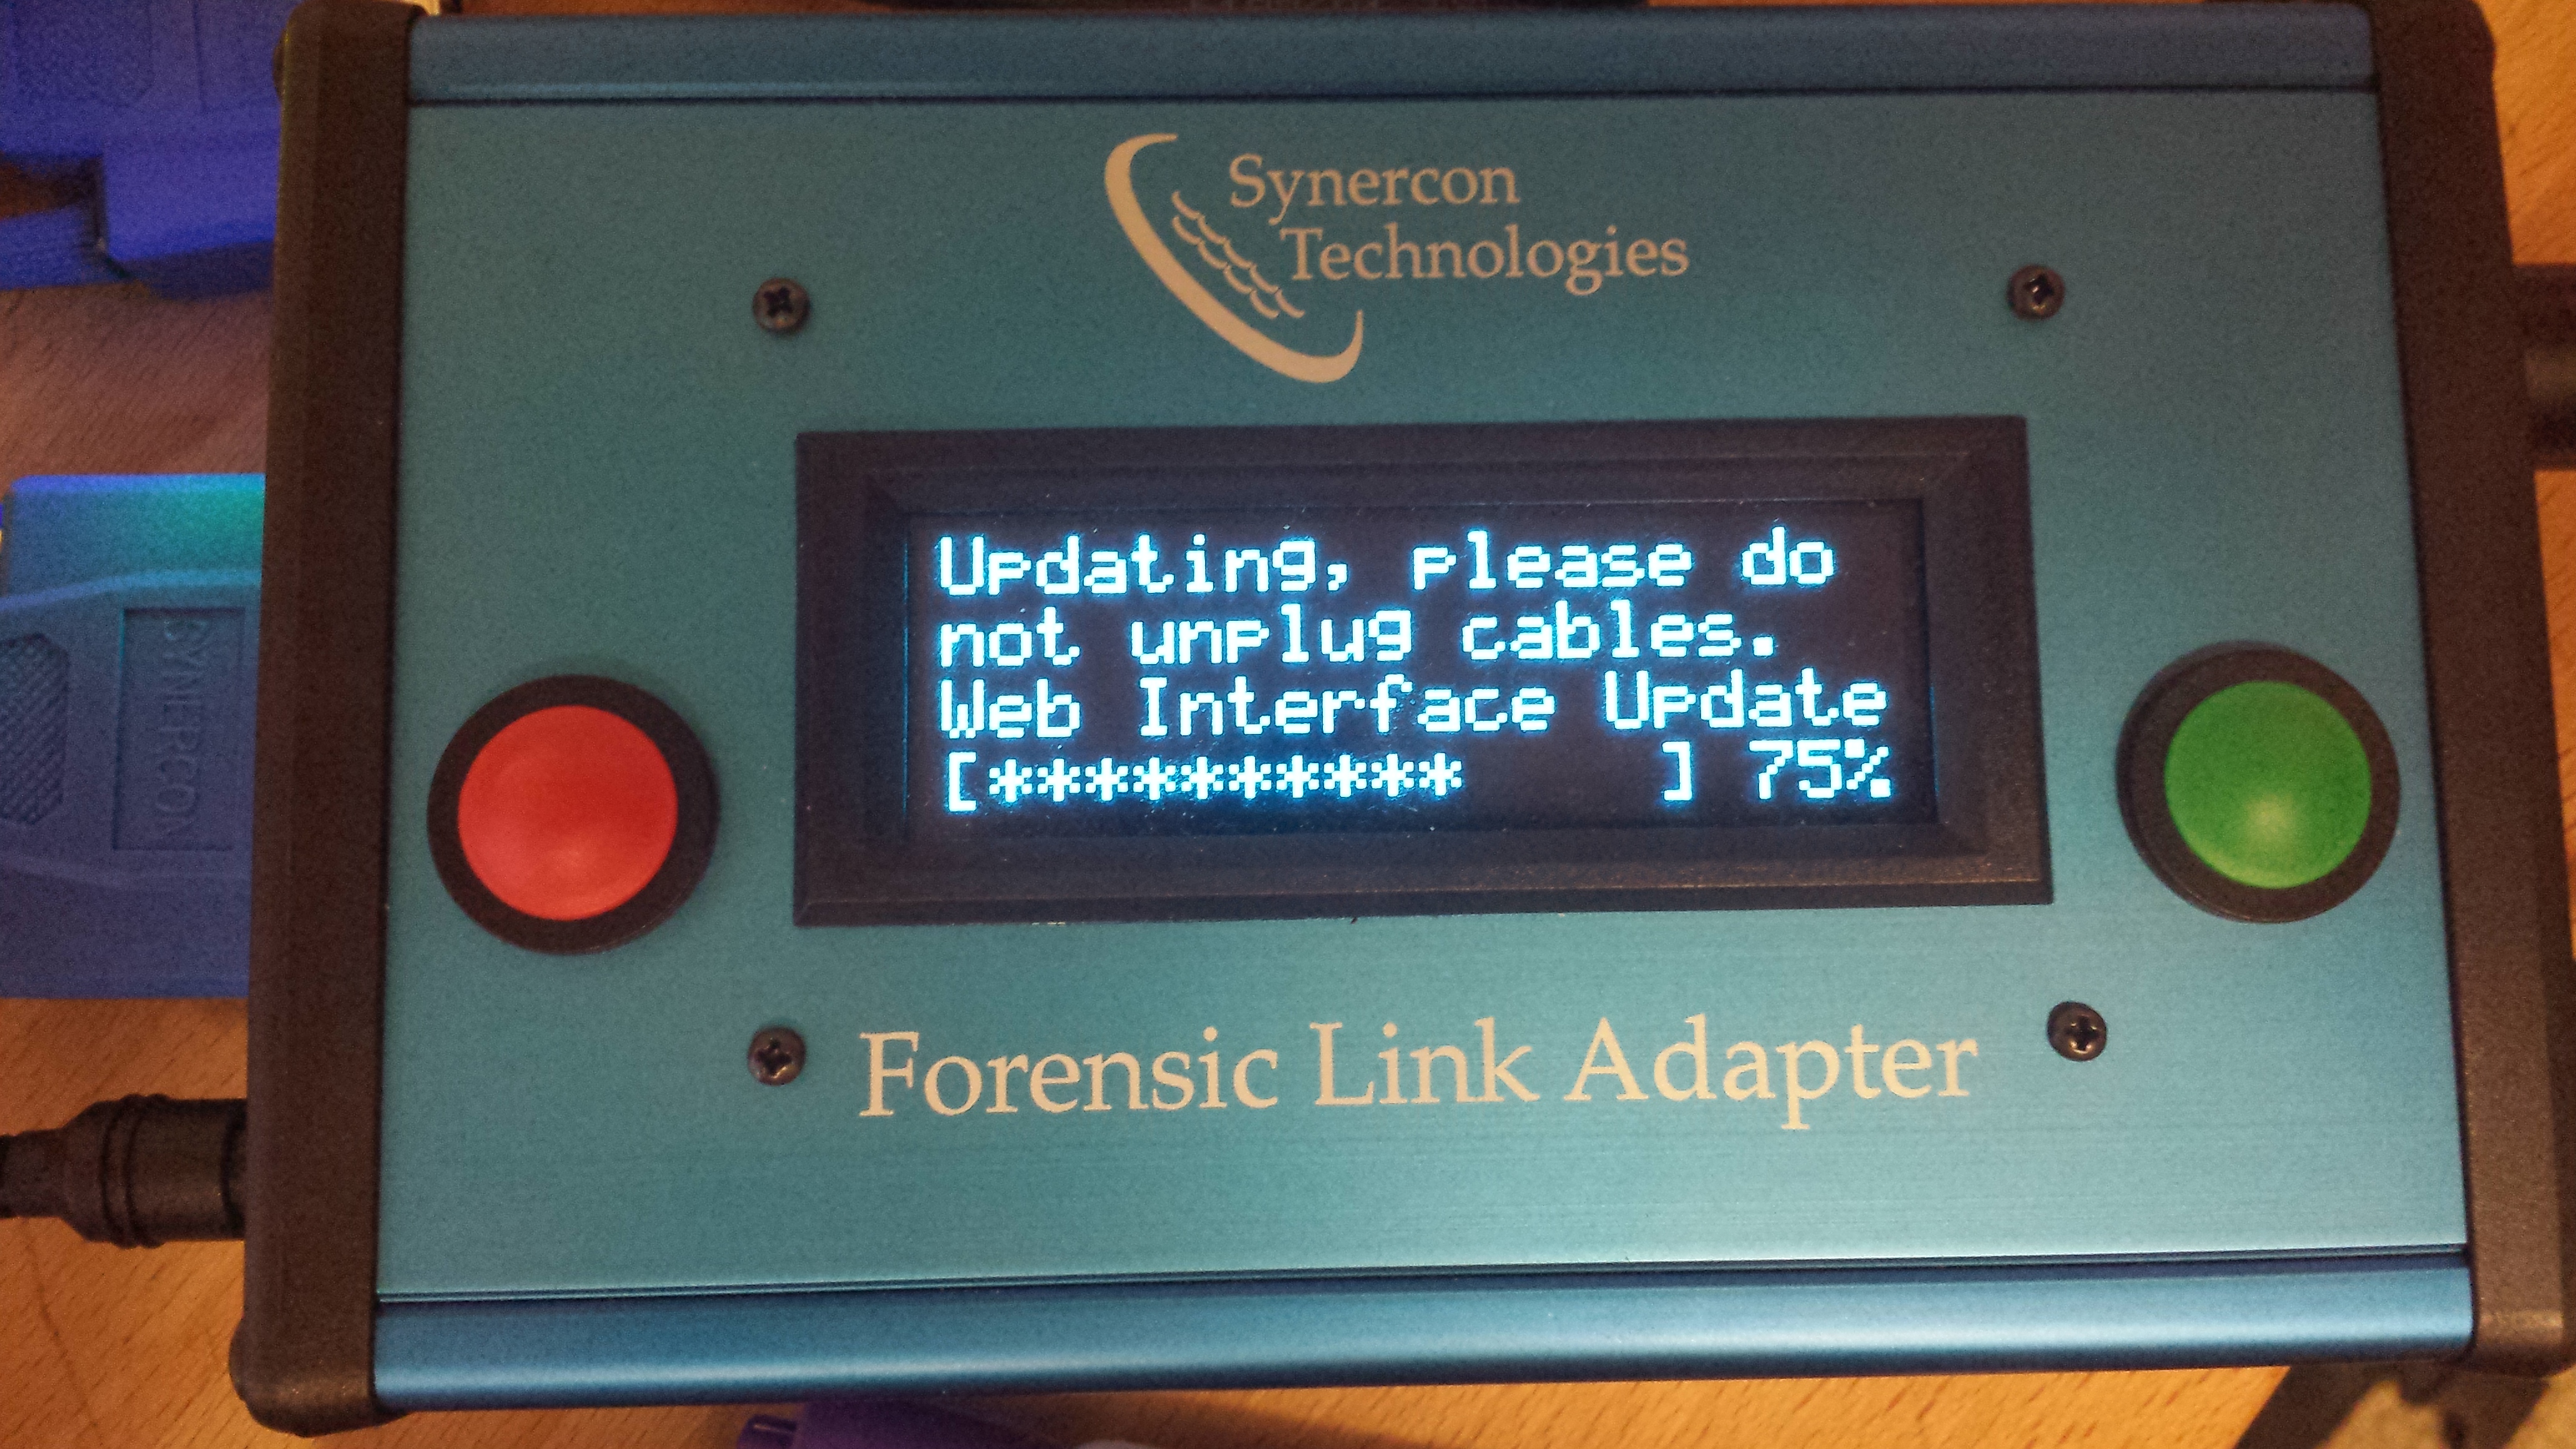 Synercon
Technologies
Updating, please do
not unplug cables.
Web Interface Update
[**********    ] 75%
Forensic Link Adapter
SYNERCON